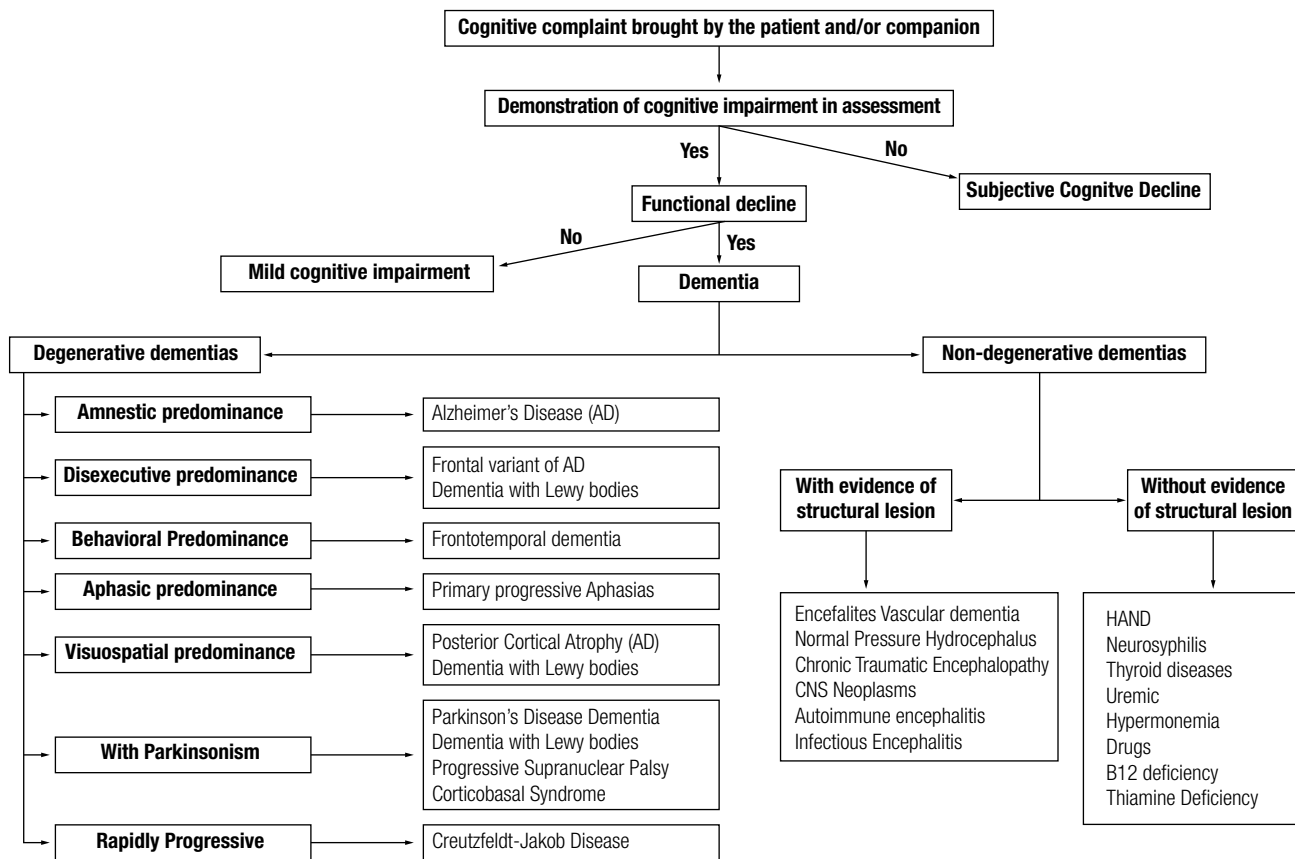 Cognitive complaint brought by the patient and/or companion
Demonstration of cognitive impairment in assessment
Yes
No
Subjective Cognitve Decline
Functional decline
No
Yes
Mild cognitive impairment
Dementia
Degenerative dementias
Non-degenerative dementias
Amnestic predominance
Alzheimer's Disease (AD)
Disexecutive predominance
Frontal variant of AD
Dementia with Lewy bodies
Behavioral Predominance
Frontotemporal dementia
Aphasic predominance
Primary progressive Aphasias
Visuospatial predominance
Posterior Cortical Atrophy (AD)
Dementia with Lewy bodies
With Parkinsonism
Parkinson's Disease Dementia
Dementia with Lewy bodies
Progressive Supranuclear Palsy
Corticobasal Syndrome
Rapidly Progressive
Creutzfeldt-Jakob Disease
With evidence of
structural lesion
Encefalites Vascular dementia
Normal Pressure Hydrocephalus
Chronic Traumatic Encephalopathy
CNS Neoplasms
Autoimmune encephalitis
Infectious Encephalitis
Without evidence
of structural lesion
HAND
Neurosyphilis
Thyroid diseases
Uremic
Hypermonemia
Drugs
B12 deficiency
Thiamine Deficiency